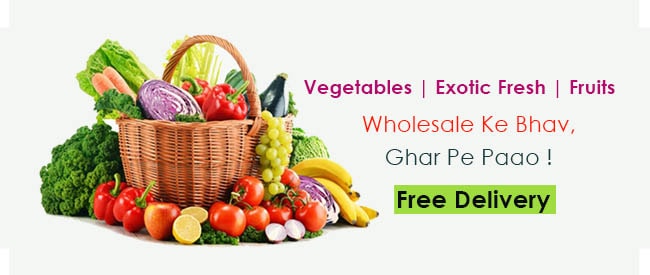 Vegetables | Exotic Fresh | Fruits
Wholesale Ke Bhav,
Ghar Pe Paao !
Free Delivery